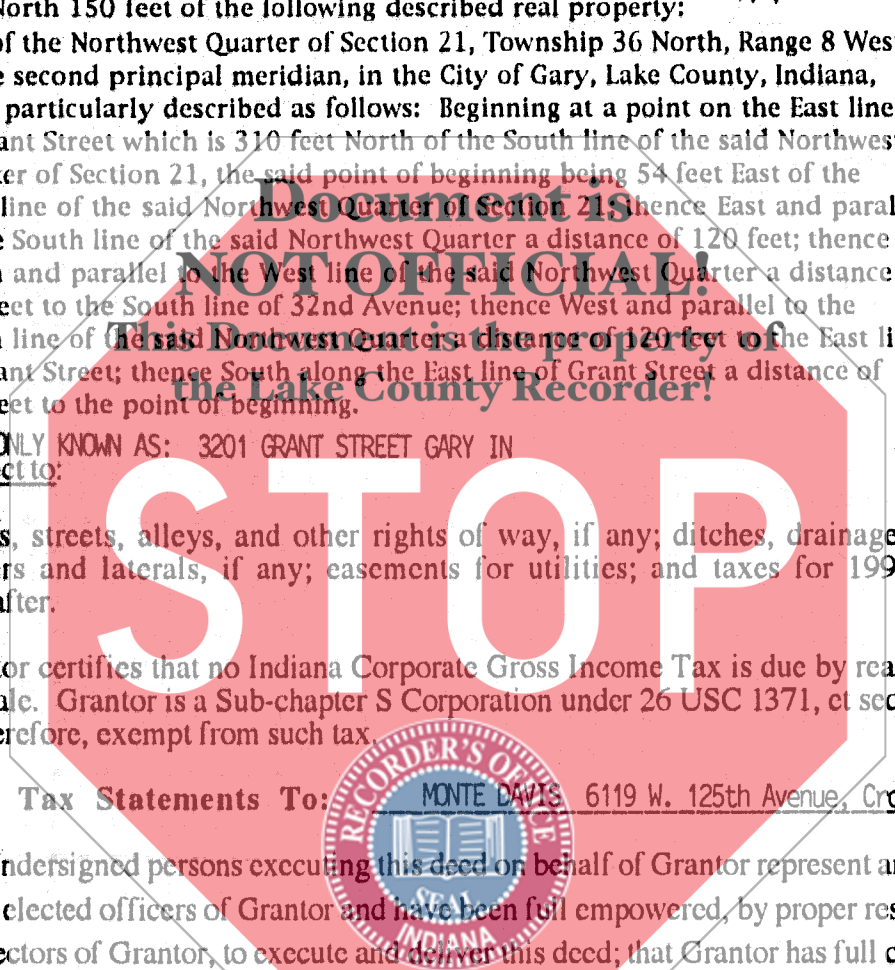 North 150 feet of the following described real property:
of the Northwest Quarter of Section 21, Township 36 North, Range 8 Wes
e second principal meridian, in the City of Gary, Lake County, Indiana,
particularly described as follows: Beginning at a point on the East line
ant Street which is 310 feet North of the South line of the said Northwes
er of Section 21, the said point of beginning being 54 feet East of the
Document is
line of the said Northwest Quarter of Section 21; thence East and paral
e South line of the said Northwest Quarter a distance of 120 feet; thence
NOT OFFICIAL!
and parallel to the West line of the said Northwest Quarter a distance
eet to the South line of 32nd Avenue; thence West and parallel to the
This Document is the property of
line of the said Northwest Quarter a distance of 120 feet to the East li
ant Street; thence South along the East line of Grant Street a distance of
the Lake County Recorder!
eet to the point of beginning.
ONLY KNOWN AS: 3201 GRANT STREET GARY IN
ct to:
STOP
s, streets, alleys, and other rights of way, if any; ditches, drainage
rs and laterals, if any; easements for utilities; and taxes for 199
after.
or certifies that no Indiana Corporate Gross Income Tax is due by rea
ale. Grantor is a Sub-chapter S Corporation under 26 USC 1371, et seq
erefore, exempt from such tax.
RECORDER'S OFFICE
Tax Statements To: MONTE DAVIS 6119 W. 125th Avenue, Cro
ndersigned persons executing this deed on behalf of Grantor represent a
SEAL
elected officers of Grantor and have been full empowered, by proper res
INDIANA
ectors of Grantor, to execute and deliver this deed; that Grantor has full c